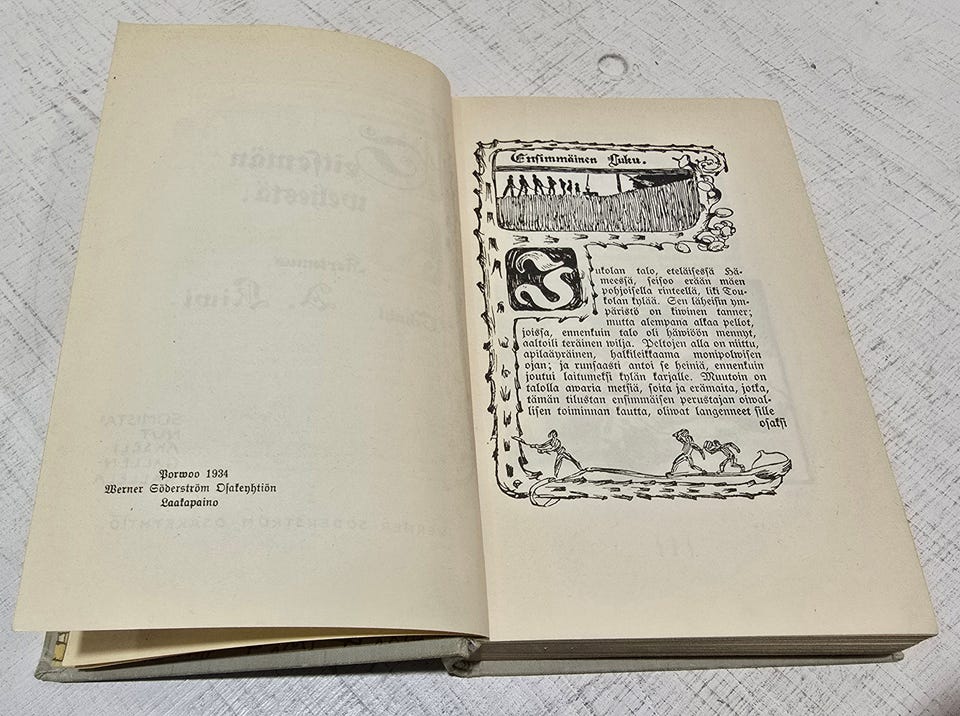 Porwoo 1934
Werner Söderström Osakeyhtiön
Laakapaino
Ensimmäinen Luku.
Jukolan talo, eteläisessä Hä-
meessä, seisoo erään mäen
pohjoisella rinteellä, liki Tou-
kolan kylää. Sen läheisin ym-
päristö on kiwinen tanner;
mutta alempana alkaa pellot,
joissa, ennenkuin talo oli häwiöön mennyt,
aaltoili teräinen wilja. Peltojen alla on niittu,
apilaäyräinen, halkileikkaama monipolwisen
ojan; ja runsaasti antoi se heiniä, ennenkuin
joutui laitumeksi kylän karjalle. Muutoin on
talolla awaria metsiä, soita ja erämaita, jotka,
tämän tilustan ensimmäisen perustajan oiwal-
lisen toiminnan kautta, oliwat langenneet sille
osaksi